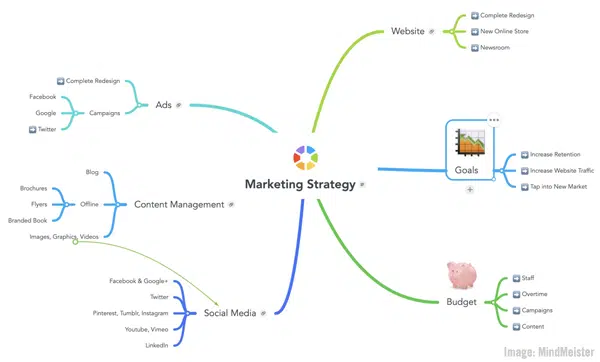 Website
Complete Redesign
New Online Store
Newsroom
Complete Redesign
Ads
Facebook
Google
Campaigns
Twitter
Marketing Strategy
Goals
Increase Retention
Increase Website Traffic
Tap into New Market
Blog
Brochures
Flyers
Offline
Content Management
Branded Book
Images, Graphics, Videos
Facebook & Google+
Twitter
Pinterest, Tumblr, Instagram
Social Media
Youtube, Vimeo
LinkedIn
Budget
Staff
Overtime
Campaigns
Content
Image: MindMeister